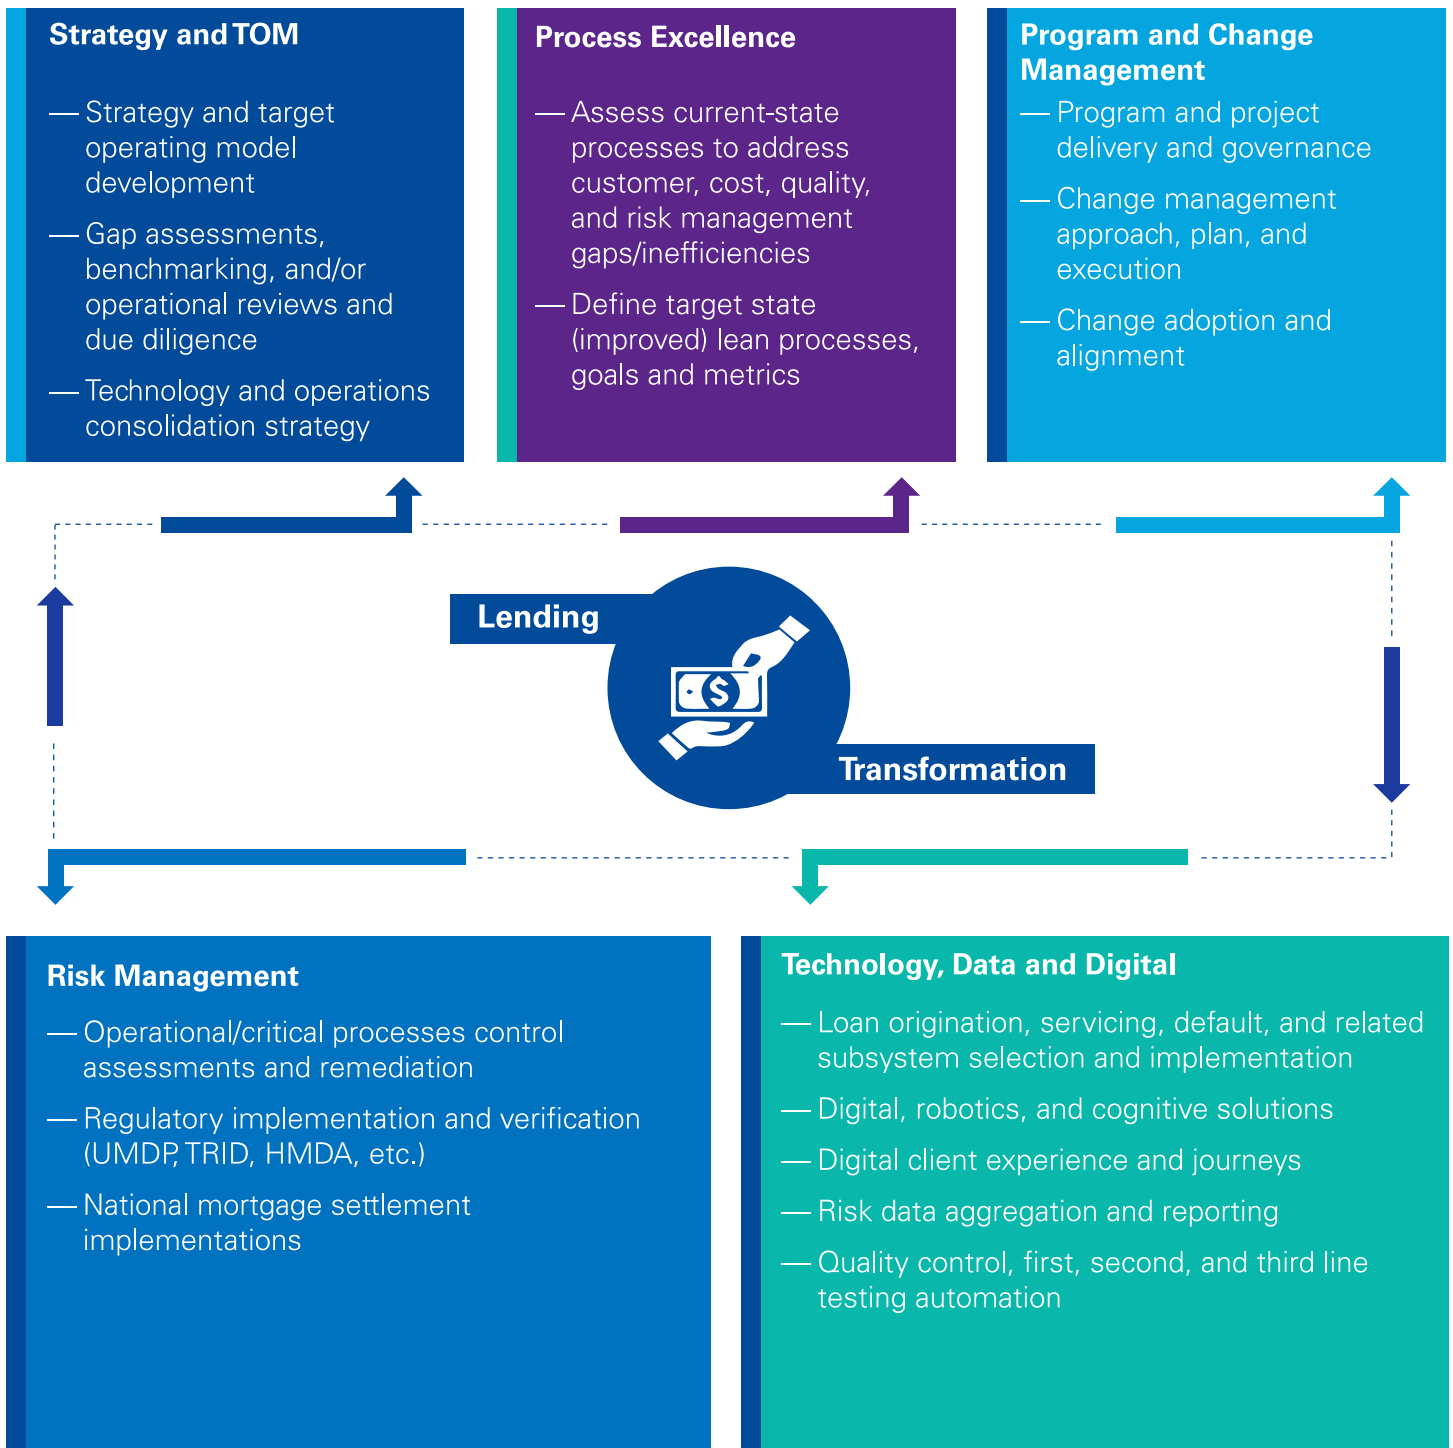 Strategy and TOM
— Strategy and target
operating model
development
— Gap assessments,
benchmarking, and/or
operational reviews and
due diligence
— Technology and operations
consolidation strategy
Process Excellence
— Assess current-state
processes to address
customer, cost, quality,
and risk management
gaps/inefficiencies
— Define target state
(improved) lean processes,
goals and metrics
Program and Change
Management
— Program and project
delivery and governance
— Change management
approach, plan, and
execution
— Change adoption and
alignment
Lending
$
Transformation
Risk Management
— Operational/critical processes control
assessments and remediation
— Regulatory implementation and verification
(UMDP, TRID, HMDA, etc.)
— National mortgage settlement
implementations
Technology, Data and Digital
— Loan origination, servicing, default, and related
subsystem selection and implementation
— Digital, robotics, and cognitive solutions
— Digital client experience and journeys
— Risk data aggregation and reporting
— Quality control, first, second, and third line
testing automation